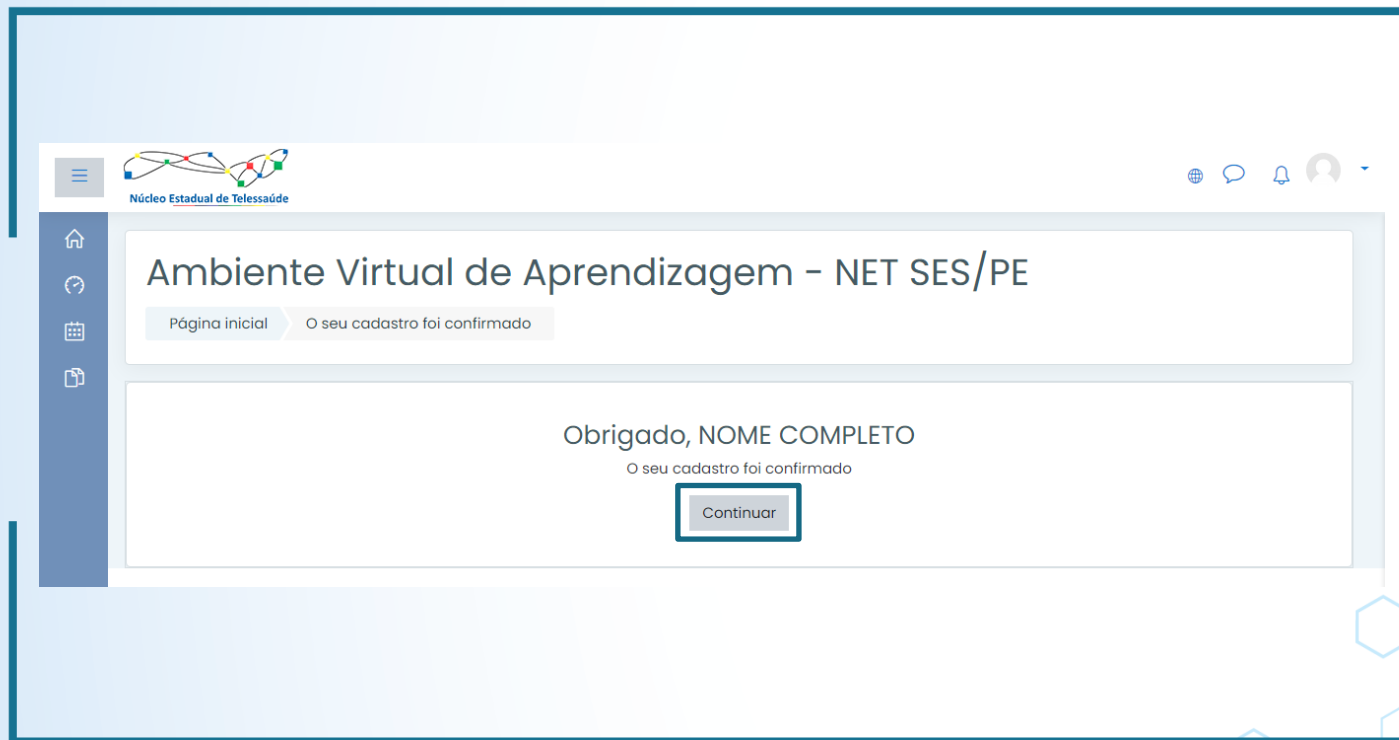 Núcleo Estadual de Telessaúde
Ambiente Virtual de Aprendizagem - NET SES/PE
Página inicial
O seu cadastro foi confirmado
Obrigado, NOME COMPLETO
O seu cadastro foi confirmado
Continuar